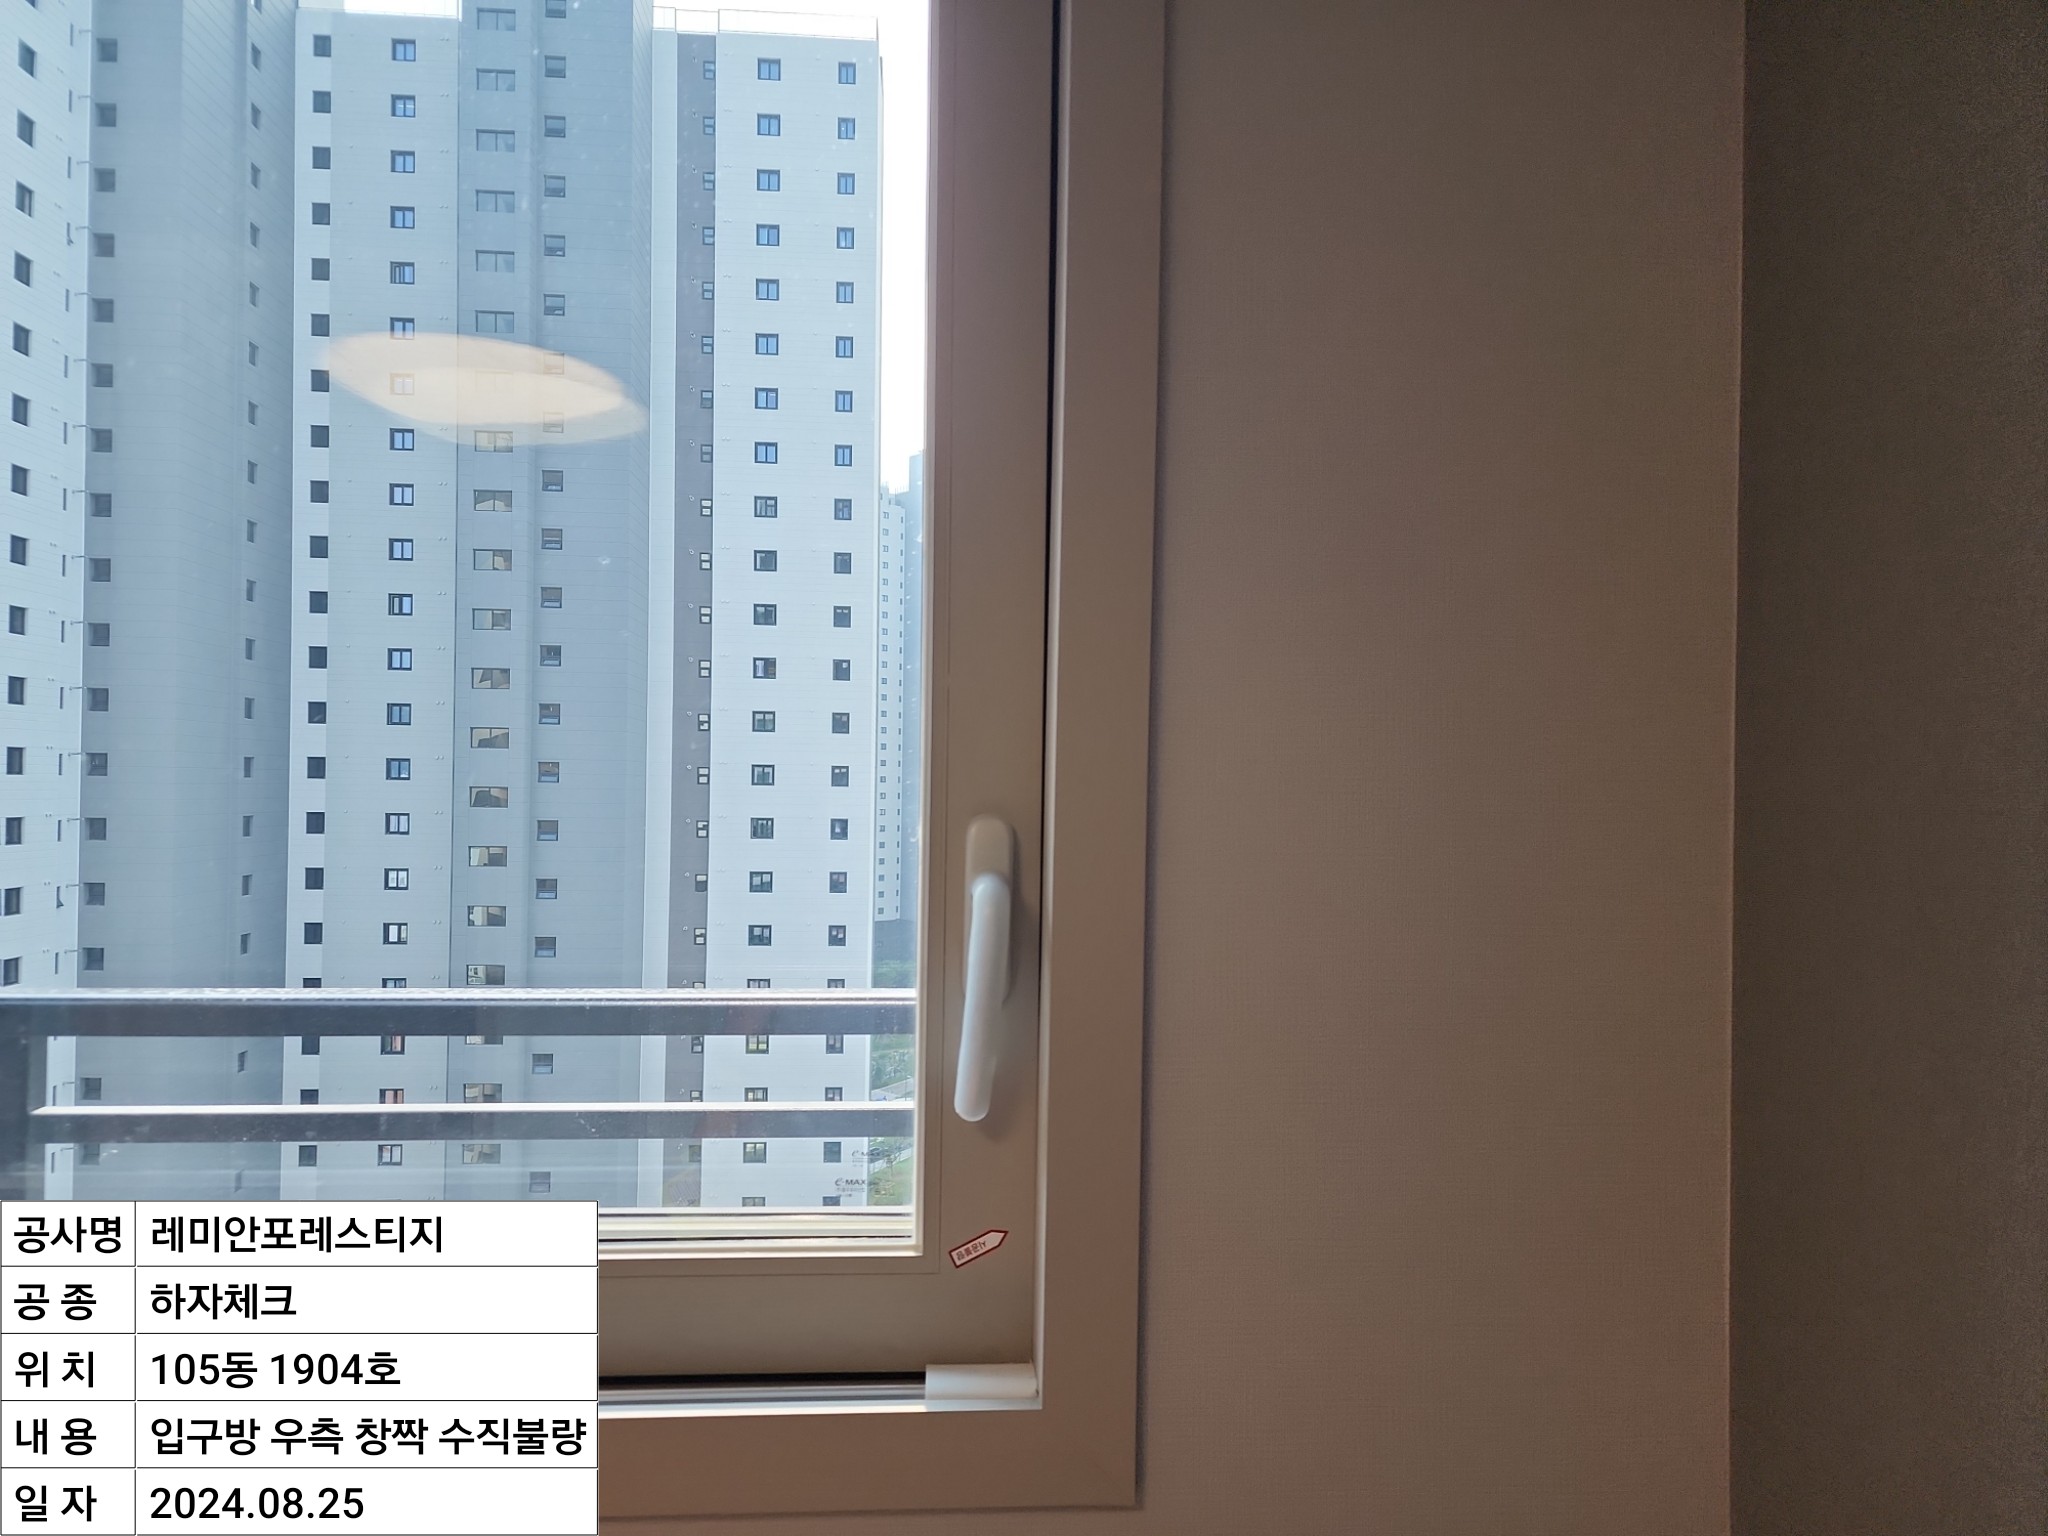 e-MAX
e-MAX
공사명 레미안포레스티지
공 종 하자체크
위 치 105동 1904호
내 용 입구방 우측 창짝 수직불량
일 자 2024.08.25